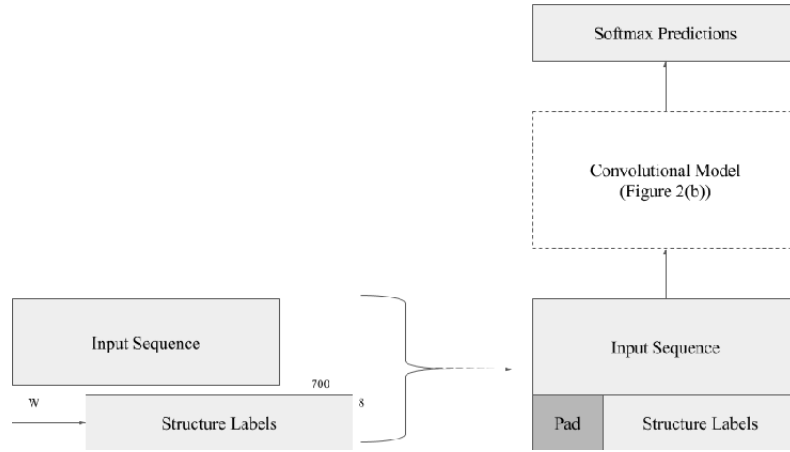 Softmax Predictions
Convolutional Model
(Figure 2(b))
Input Sequence
700
W
8
Structure Labels
Input Sequence
Pad
Structure Labels